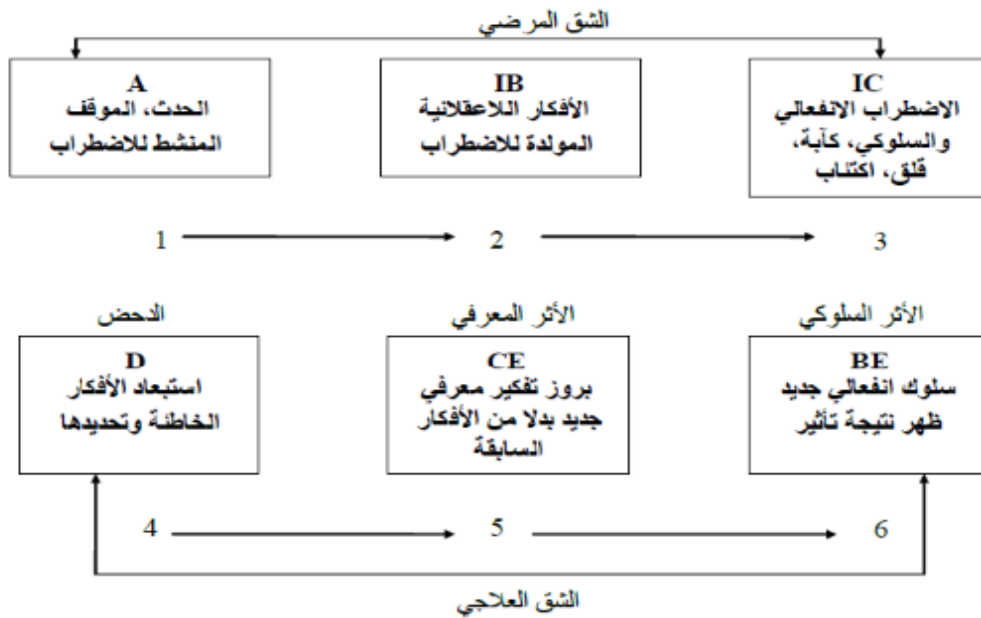 الشق المرضي
A
الحدث، الموقف
المنشط للاضطراب
IB
الأفكار اللاعقلانية
المولدة للاضطراب
IC
الاضطراب الانفعالي
والسلوكي، كآبة،
قلق، اكتئاب
1
2
3
الدحض
D
استبعاد الأفكار
الخاطئة وتحديدها
الأثر المعرفي
CE
بروز تفكير معرفي
جديد بدلا من الأفكار
السابقة
الأثر السلوكي
BE
سلوك انفعالي جديد
ظهر نتيجة تأثير
4
5
6
الشق العلاجي